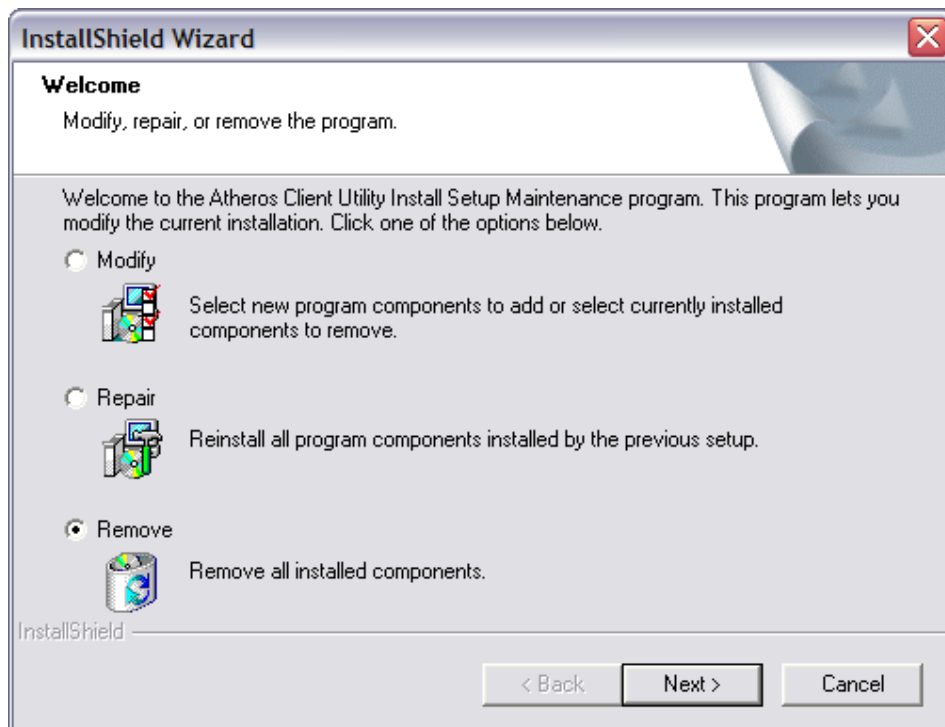 InstallShield Wizard
Welcome
Modify, repair, or remove the program.
Welcome to the Atheros Client Utility Install Setup Maintenance program. This program lets you
modify the current installation. Click one of the options below.
Modify
Select new program components to add or select currently installed
components to remove.
Repair
Reinstall all program components installed by the previous setup.
Remove
Remove all installed components.
InstallShield
< Back
Next >
Cancel